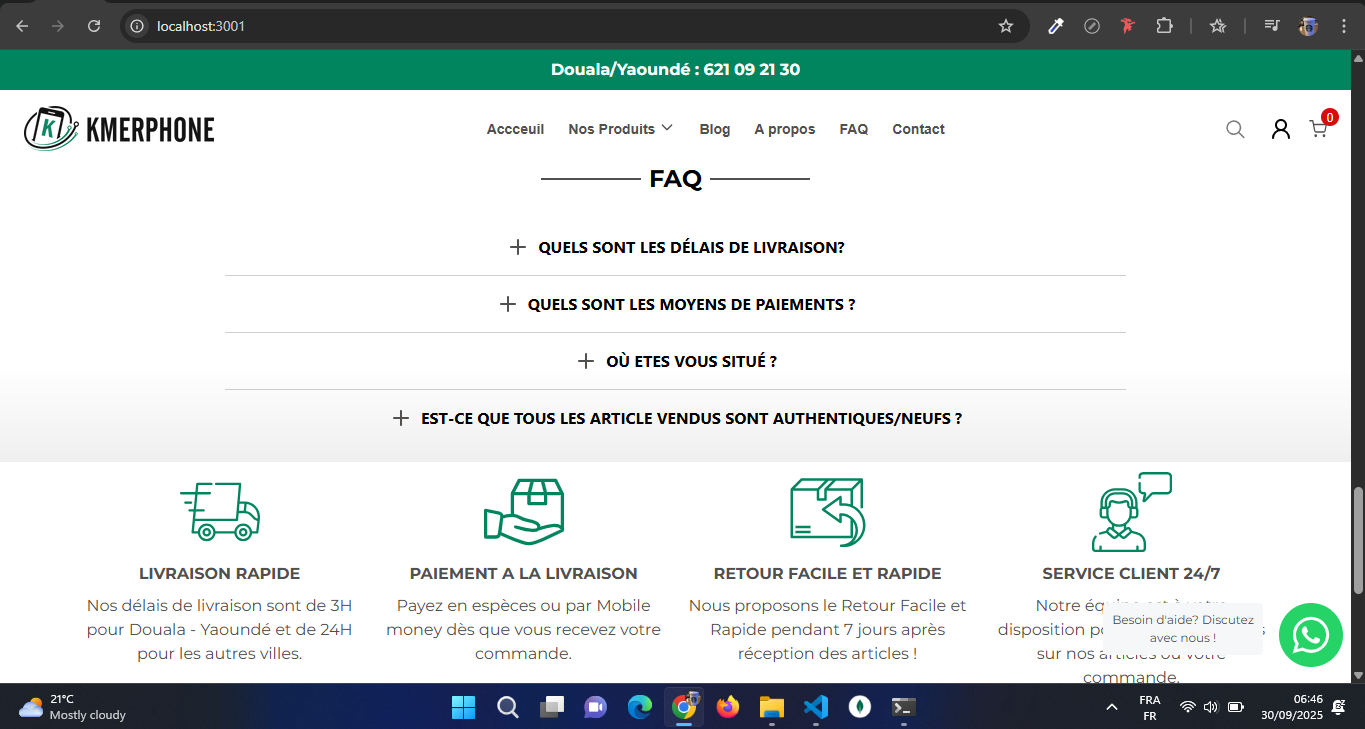 localhost:3001
Douala/Yaoundé : 621 09 21 30
K KMERPHONE
Accceuil Nos Produits Blog A propos FAQ Contact
0
FAQ
QUELS SONT LES DÉLAIS DE LIVRAISON?
QUELS SONT LES MOYENS DE PAIEMENTS ?
OÙ ETES VOUS SITUÉ ?
EST-CE QUE TOUS LES ARTICLE VENDUS SONT AUTHENTIQUES/NEUFS ?
LIVRAISON RAPIDE
Nos délais de livraison sont de 3H
pour Douala - Yaoundé et de 24H
pour les autres villes.
PAIEMENT A LA LIVRAISON
Payez en espèces ou par Mobile
money dès que vous recevez votre
commande.
RETOUR FACILE ET RAPIDE
Nous proposons le Retour Facile et
Rapide pendant 7 jours après
réception des articles !
SERVICE CLIENT 24/7
Notre
disposition
sur nos
commande.
Besoin d'aide? Discutez
avec nous !
21°C
Mostly cloudy
FRA
FR
06:46
30/09/2025